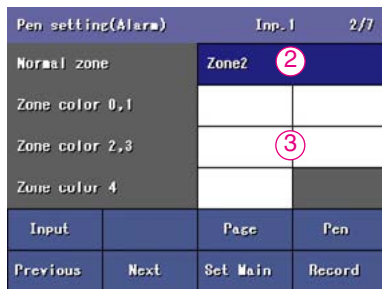 Pen setting(Alarm) Inp.1 2/7
Normal zone Zone2 2
Zone color 0,1
Zone color 2,3 3
Zone color 4
Input Page Pen
Previous Next Set Main Record